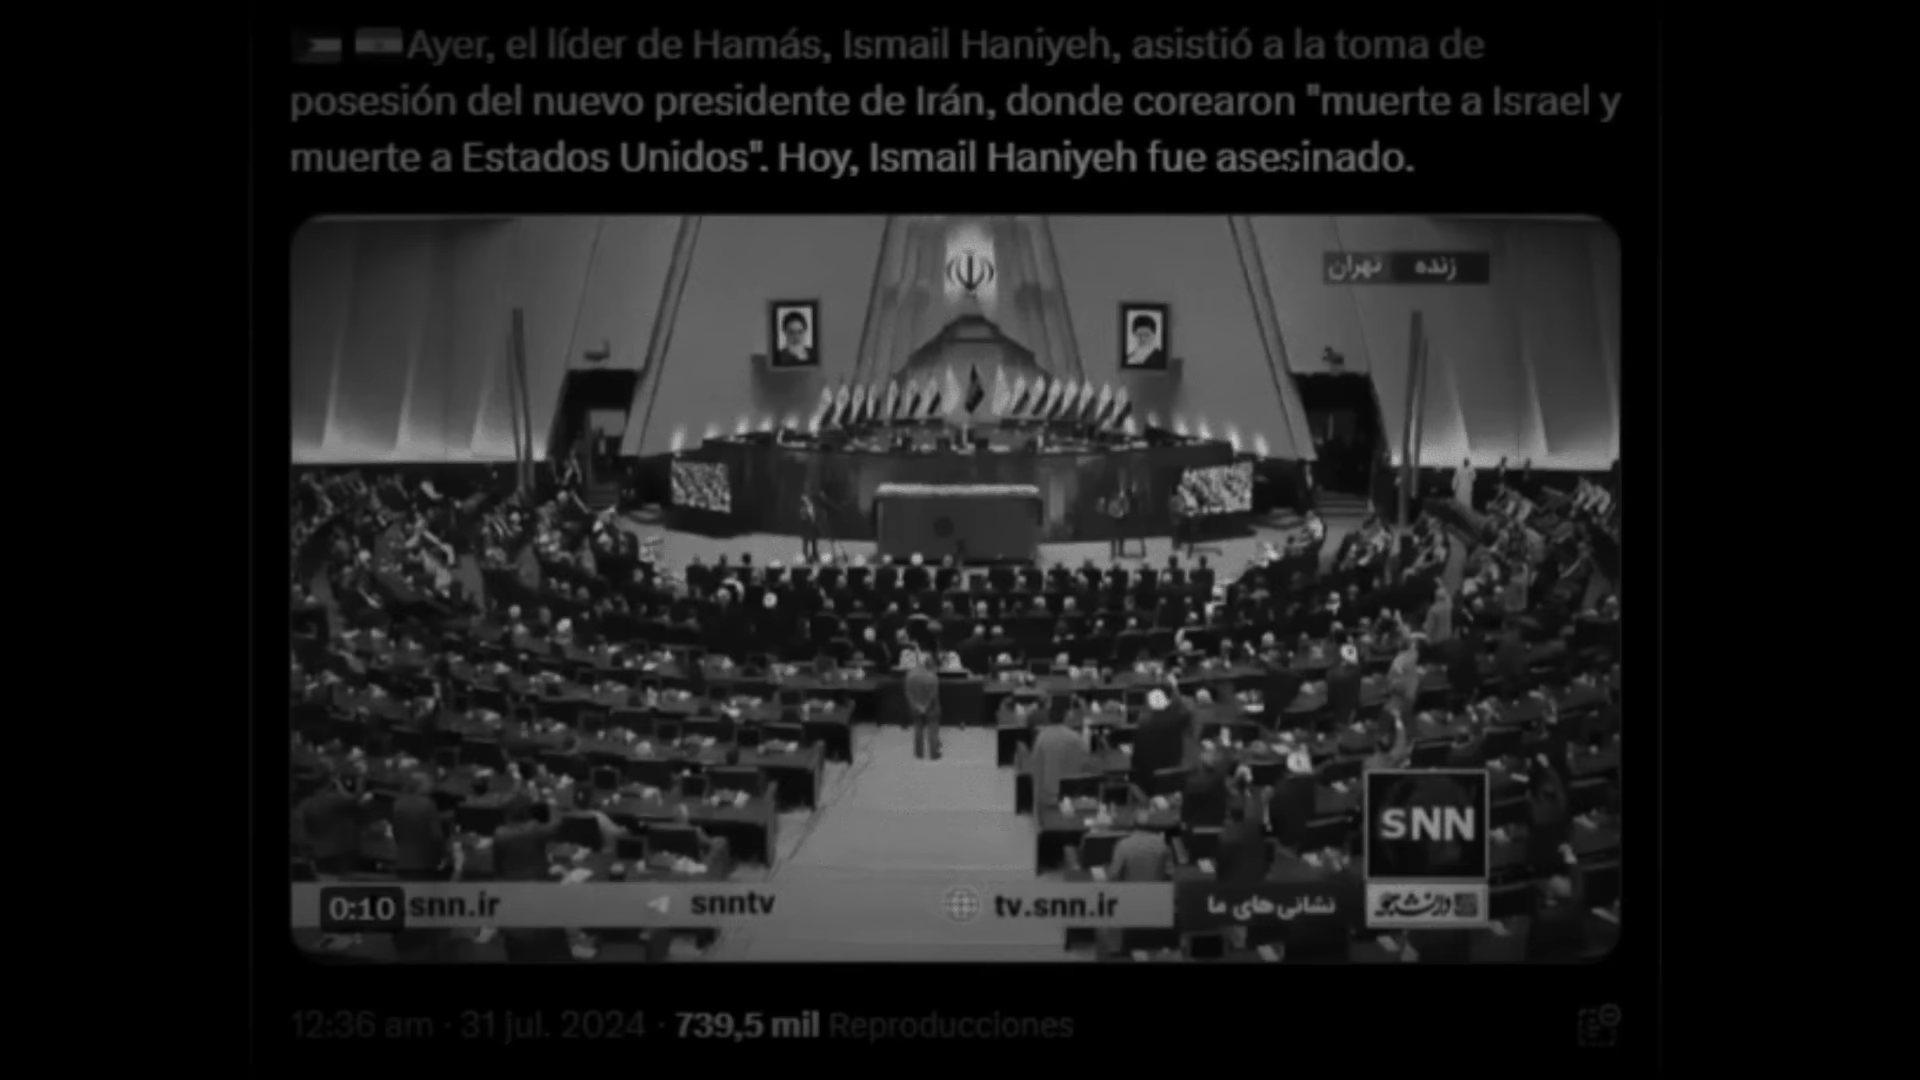 Ayer, el líder de Hamás, Ismail Haniyeh, asistió a la toma de
posesión del nuevo presidente de Irán, donde corearon "muerte a Israel y
muerte a Estados Unidos". Hoy, Ismail Haniyeh fue asesinado.
زنده تهران
sNN
0:10 .snn.ir snntv tv.snn.ir نشانی‌های ما دانشجو
12:36 am · 31 jul. 2024 · 739,5 mil Reproducciones